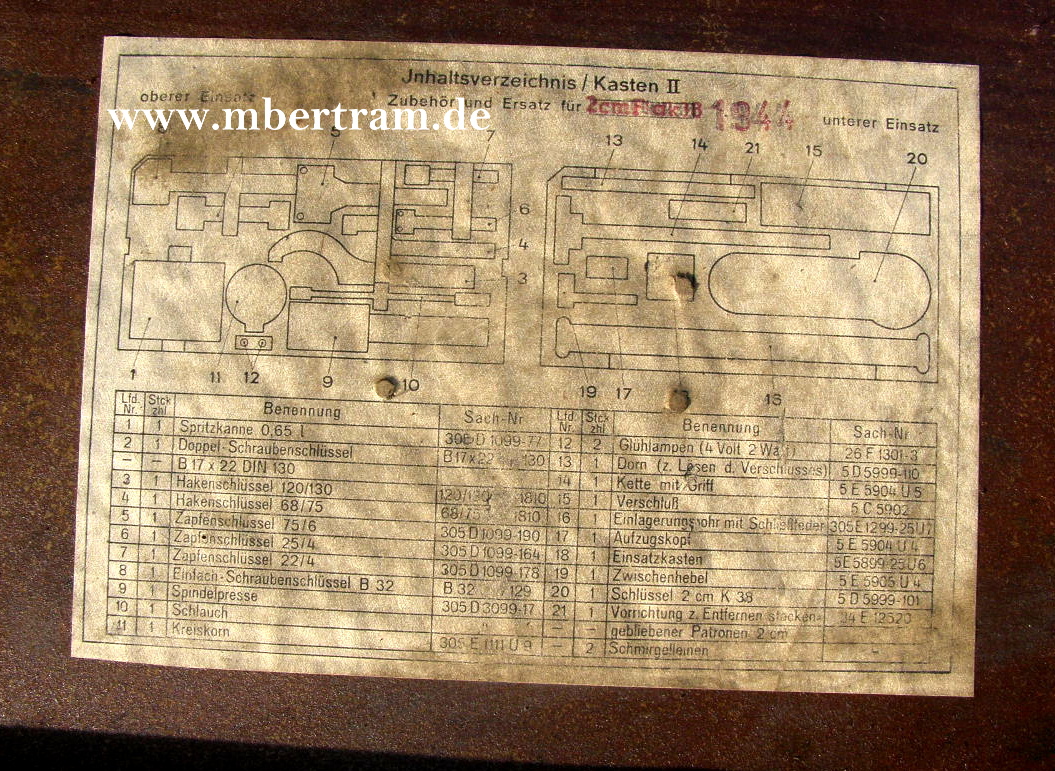 Jnhaltsverzeichnis / Kasten II
oberer Einsatz
Zubehör und Ersatz für 2cm Flak 38 1944
unterer Einsatz
www.mbertram.de
8 5 7 13 14 21 15 20
6
4
3
1 11 12 9 10 19 17 16
Lfd. Nr. Stck zhl Benennung Sach-Nr Lfd. Nr. Stck zhl Benennung Sach-Nr
1 1 Spritzkanne 0,65 l
2 1 Doppel-Schraubenschlüssel 305 D 1099-77
— — B 17 x 22 DIN 130 B 17 x 22 130
3 1 Hakenschlüssel 120/130 120/130 1810
4 1 Hakenschlüssel 68/75 68/75 1810
5 1 Zapfenschlüssel 75/6 305 D 1099-190
6 1 Zapfenschlüssel 25/4 305 D 1099-164
7 1 Zapfenschlüssel 22/4 305 D 1099-178
8 1 Einfach-Schraubenschlüssel B 32 B 32 129
9 1 Spindelpresse 305 D 3099-17
10 1 Schlauch
11 1 Kreiskorn 305 E 1111 U 9
12 2 Glühlampen (4 Volt 2 Watt) 26 F 1301-3
13 1 Dorn (z. Lösen d. Verschlusses) 5 D 5999-110
14 1 Kette mit Griff 5 E 5904 U 5
15 1 Verschluß 5 C 5902
16 1 Einlagerungsrohr mit Schließfeder 305 E 1299-25 U 7
17 1 Aufzugskopf 5 E 5904 U 4
18 1 Einsatzkasten 5 E 5899-25 U 6
19 1 Zwischenhebel 5 E 5905 U 4
20 1 Schlüssel 2 cm K 38 5 D 5999-101
21 1 Vorrichtung z. Entfernen stecken- 04 E 12520
— — gebliebener Patronen 2 cm —
— 2 Schmirgelleinen —